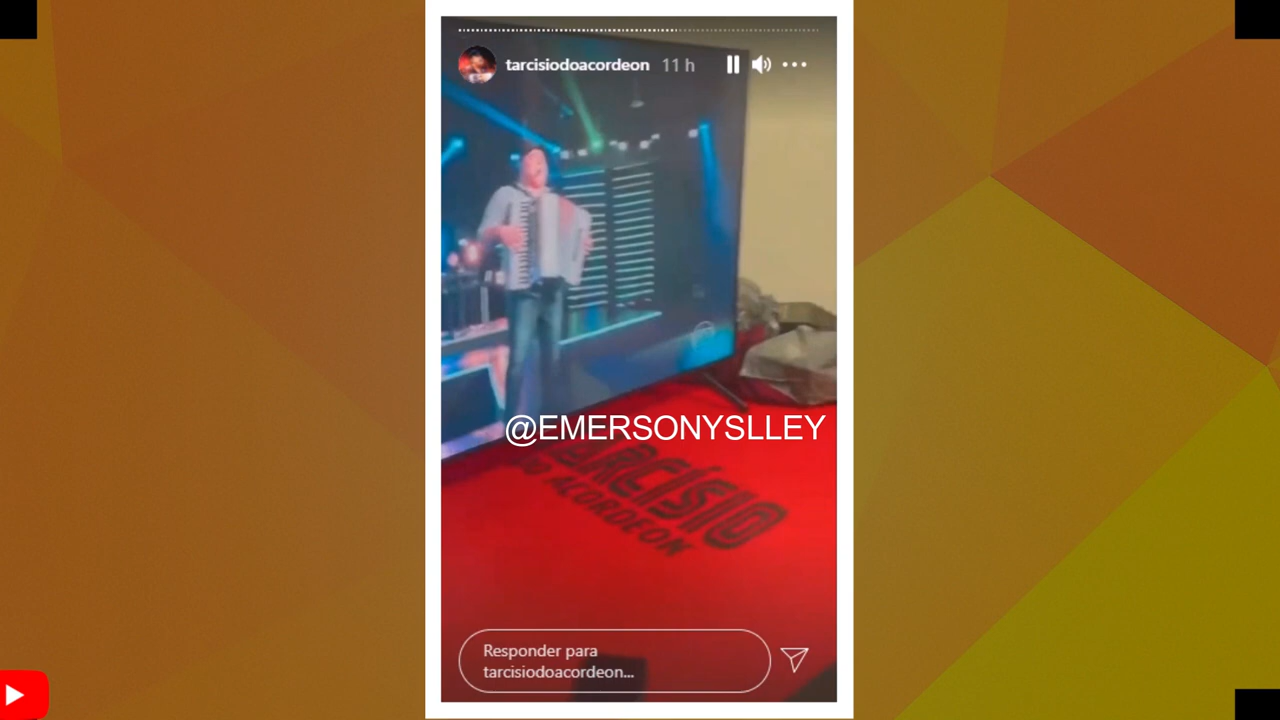 tarcisiodoacordeon 11 h
@EMERSONYSLLEY
TARCÍSIO
DO ACORDEON
Responder para
tarcisiodoacordeon...